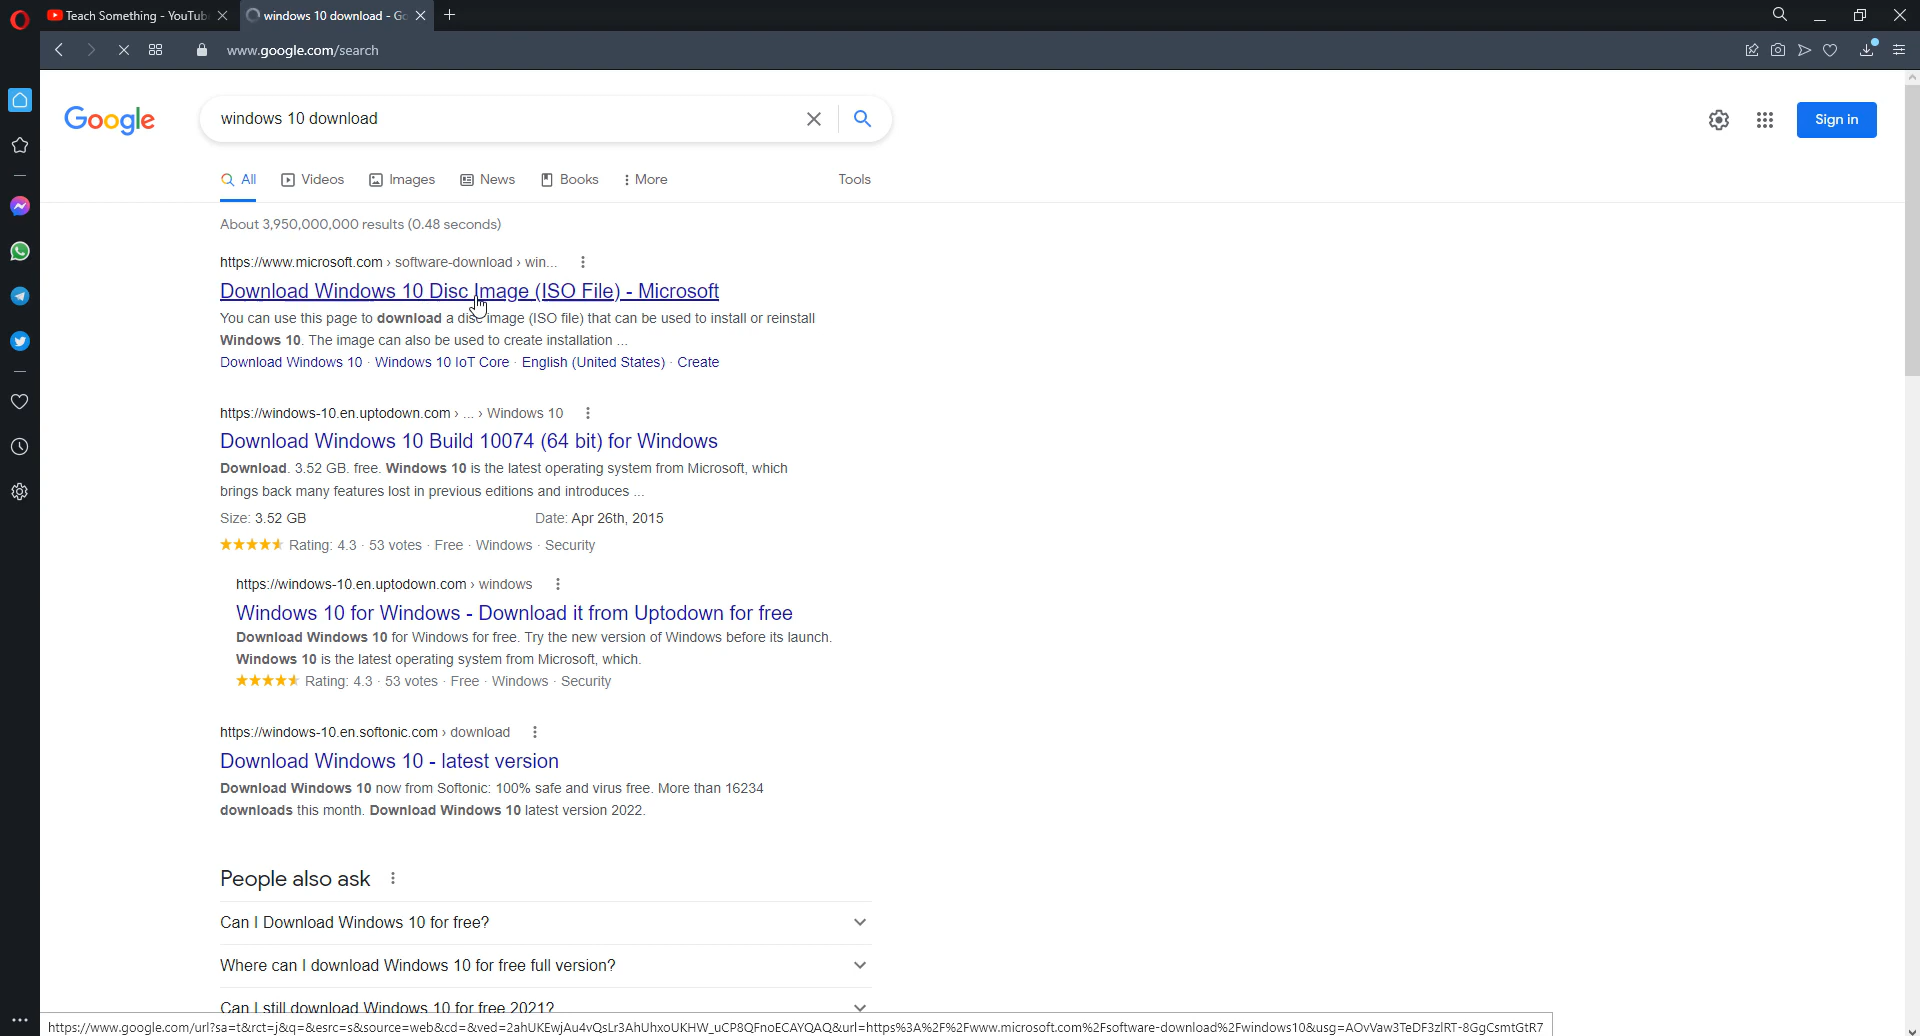 Teach Something - YouTub
windows 10 download - Go
www.google.com/search
Google
windows 10 download
Sign in
All
Videos
Images
News
Books
More
Tools
About 3,950,000,000 results (0.48 seconds)
https://www.microsoft.com › software-download › win...
Download Windows 10 Disc Image (ISO File) - Microsoft
You can use this page to download a disc image (ISO file) that can be used to install or reinstall
Windows 10. The image can also be used to create installation ...
Download Windows 10 · Windows 10 IoT Core · English (United States) · Create
https://windows-10.en.uptodown.com › ... › Windows 10
Download Windows 10 Build 10074 (64 bit) for Windows
Download. 3.52 GB. free. Windows 10 is the latest operating system from Microsoft, which
brings back many features lost in previous editions and introduces ...
Size: 3.52 GB
Date: Apr 26th, 2015
Rating: 4.3 · 53 votes · Free · Windows · Security
https://windows-10.en.uptodown.com › windows
Windows 10 for Windows - Download it from Uptodown for free
Download Windows 10 for Windows for free. Try the new version of Windows before its launch.
Windows 10 is the latest operating system from Microsoft, which.
Rating: 4.3 · 53 votes · Free · Windows · Security
https://windows-10.en.softonic.com › download
Download Windows 10 - latest version
Download Windows 10 now from Softonic: 100% safe and virus free. More than 16234
downloads this month. Download Windows 10 latest version 2022.
People also ask
Can I Download Windows 10 for free?
Where can I download Windows 10 for free full version?
Can I still download Windows 10 for free 2021?
https://www.google.com/url?sa=t&rct=j&q=&esrc=s&source=web&cd=&ved=2ahUKEwjAu4vQsLr3AhUhxoUKHW_uCP8QFnoECAYQAQ&url=https%3A%2F%2Fwww.microsoft.com%2Fsoftware-download%2Fwindows10&usg=AOvVaw3TeDF3zlRT-8GgCsmtGtR7